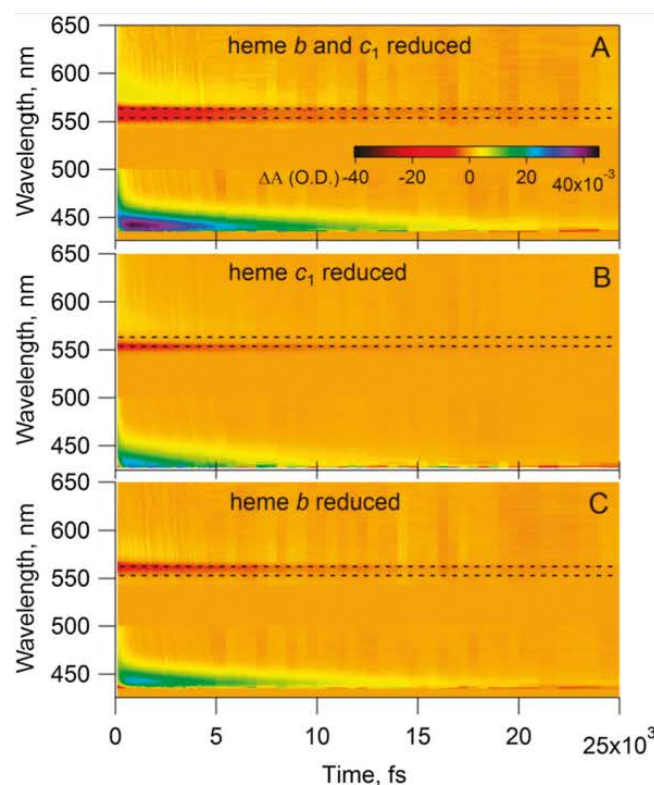 650
heme b and c₁ reduced
A
600
550
500
450
Wavelength, nm
ΔA (O.D.)
-40
-20
0
20
40x10⁻³
650
heme c₁ reduced
B
600
550
500
450
Wavelength, nm
650
heme b reduced
C
600
550
500
450
Wavelength, nm
0
5
10
15
20
25x10³
Time, fs